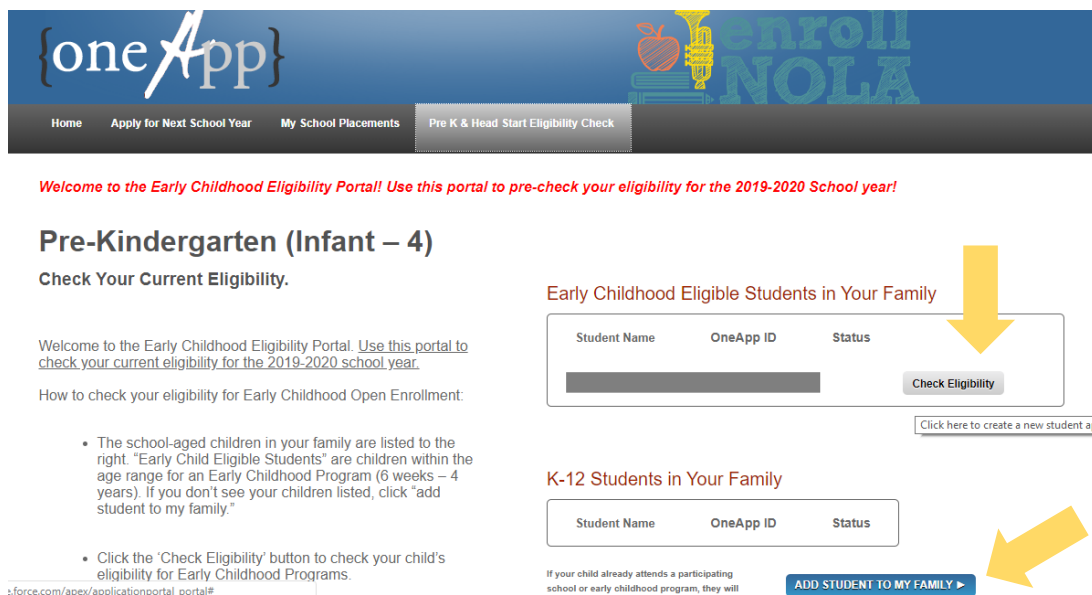 {oneApp}
enroll
NOLA
Home Apply for Next School Year My School Placements Pre K & Head Start Eligibility Check
Welcome to the Early Childhood Eligibility Portal! Use this portal to pre-check your eligibility for the 2019-2020 School year!
Pre-Kindergarten (Infant – 4)
Check Your Current Eligibility.
Welcome to the Early Childhood Eligibility Portal. Use this portal to
check your current eligibility for the 2019-2020 school year.
How to check your eligibility for Early Childhood Open Enrollment:
• The school-aged children in your family are listed to the
right. “Early Child Eligible Students” are children within the
age range for an Early Childhood Program (6 weeks – 4
years). If you don’t see your children listed, click “add
student to my family.”
• Click the ‘Check Eligibility’ button to check your child’s
eligibility for Early Childhood Programs.
e.force.com/apex/applicationportal_portal#
Early Childhood Eligible Students in Your Family
Student Name OneApp ID Status
Check Eligibility
Click here to create a new student a
K-12 Students in Your Family
Student Name OneApp ID Status
If your child already attends a participating
school or early childhood program, they will
ADD STUDENT TO MY FAMILY ►